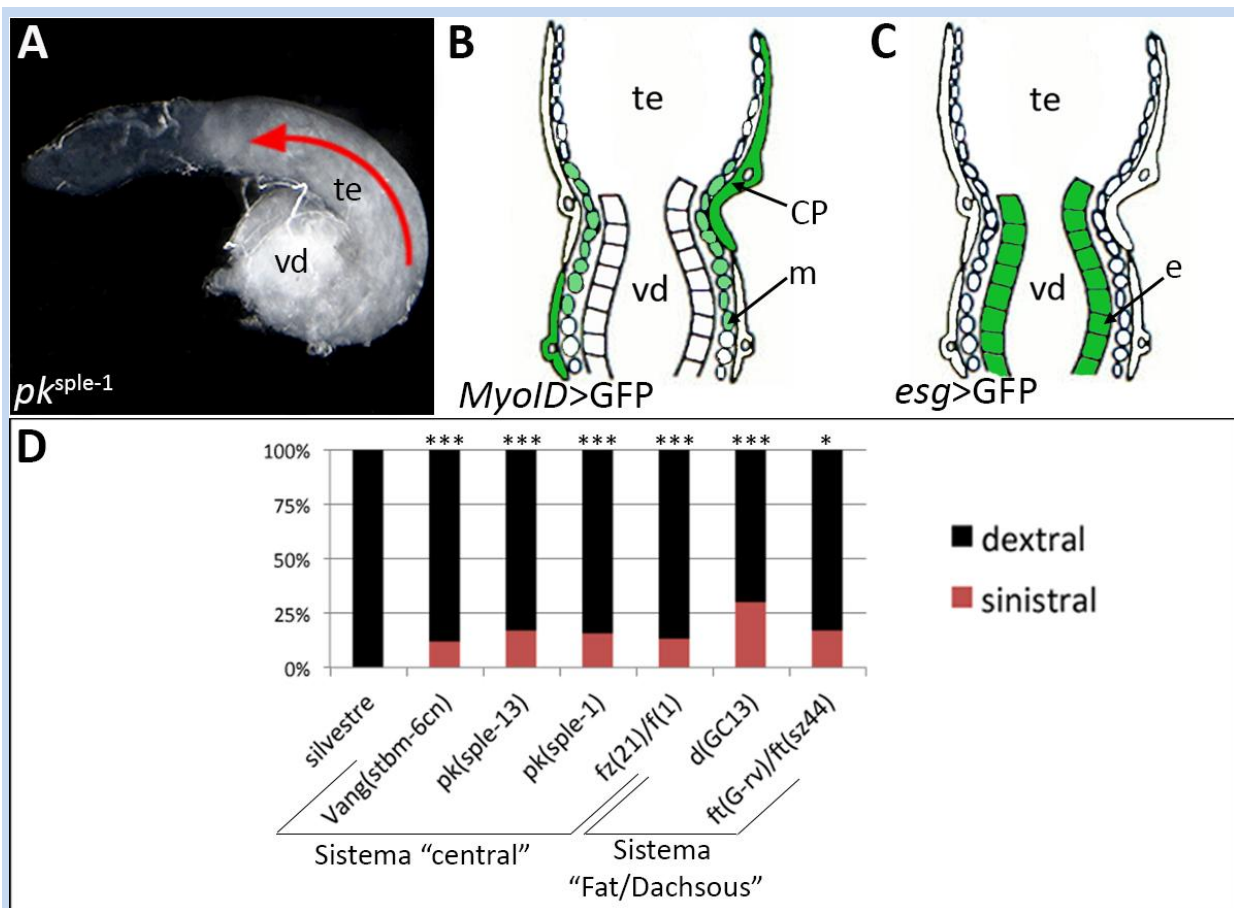 A
te
vd
pk^sple-1
B
te
CP
m
vd
MyoID>GFP
C
te
vd
e
esg>GFP
D
*** *** *** *** *** *
100%
75%
50%
25%
0%
dextral
sinistral
silvestre
Vang(stbm-6cn)
pk(sple-13)
pk(sple-1)
fz(21)/f(1)
d(GC13)
ft(G-rv)/ft(sz44)
Sistema “central”
Sistema
“Fat/Dachsous”